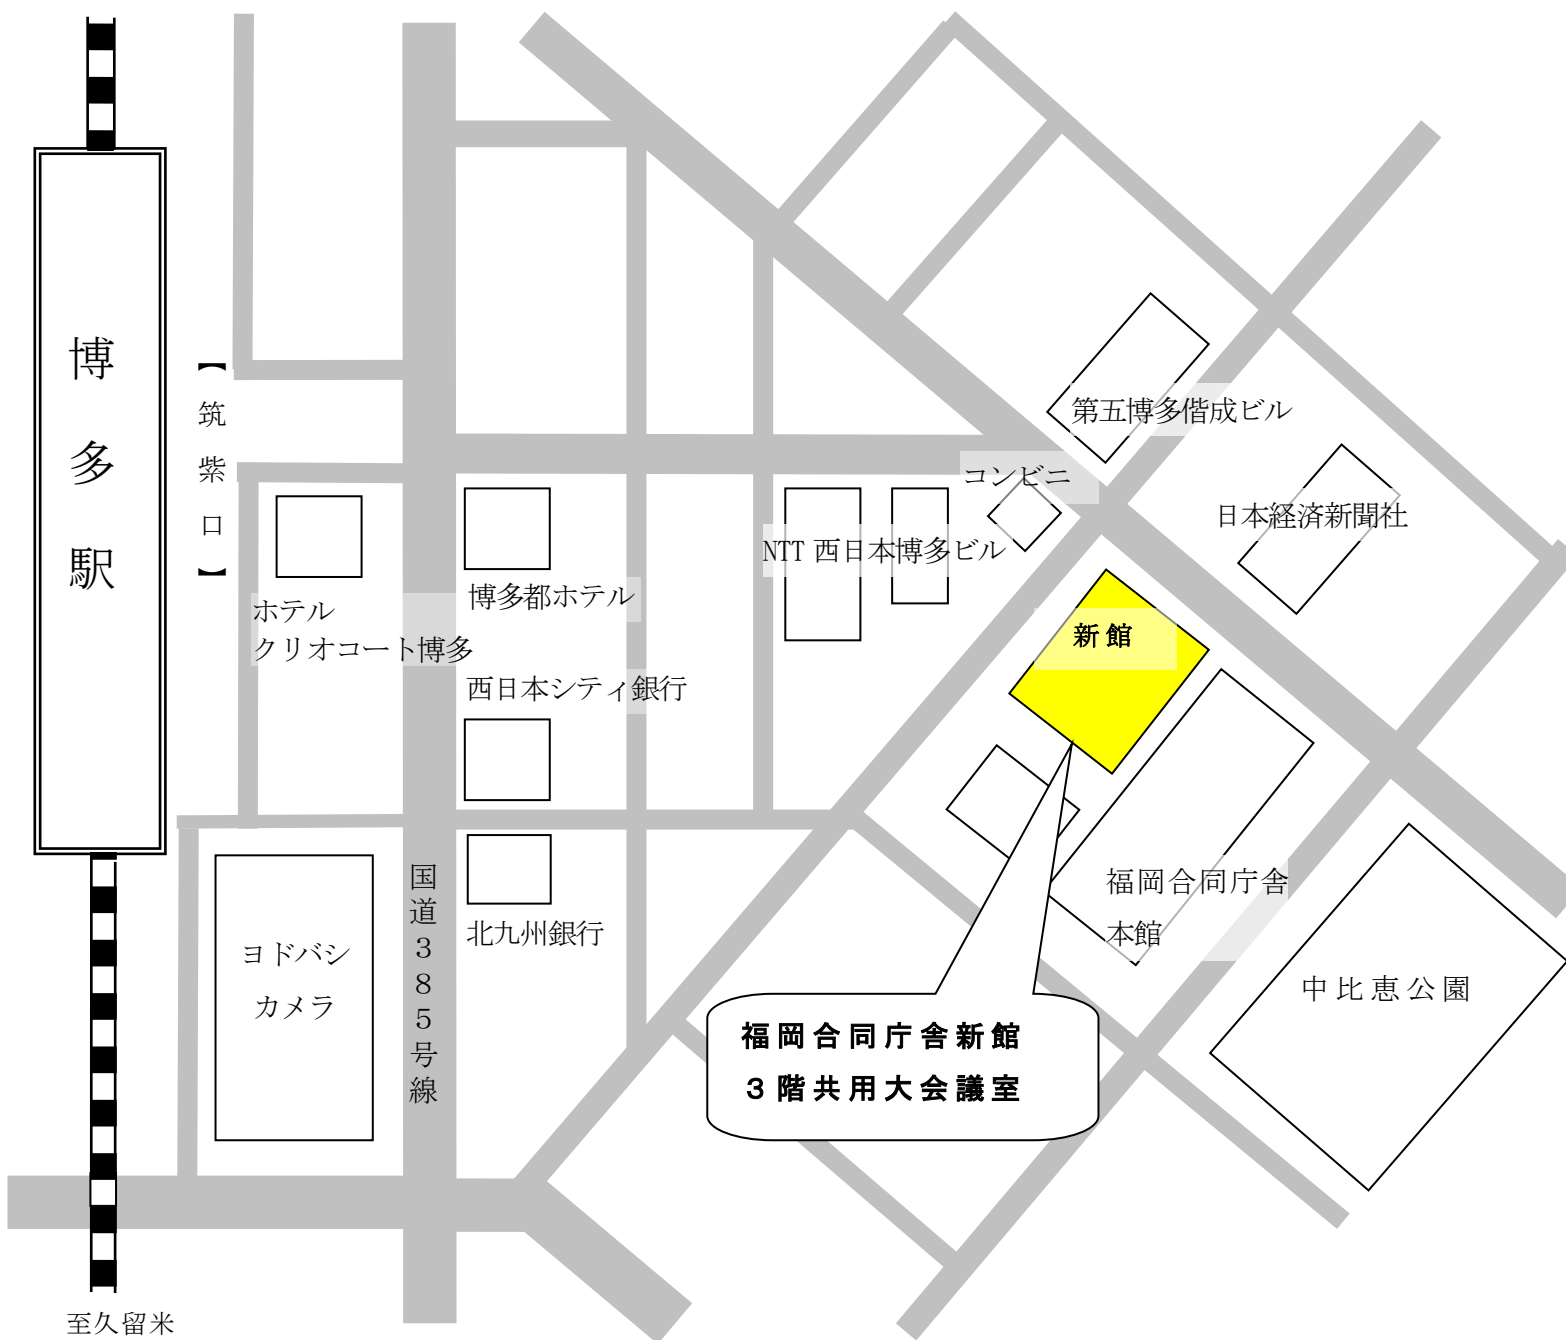 博多駅
【筑紫口】
第五博多偕成ビル
コンビニ
日本経済新聞社
NTT 西日本博多ビル
博多都ホテル
ホテル
クリオコート博多
新館
西日本シティ銀行
国道３８５号線
北九州銀行
福岡合同庁舎
本館
ヨドバシ
カメラ
中比恵公園
福岡合同庁舎新館
３階共用大会議室
至久留米